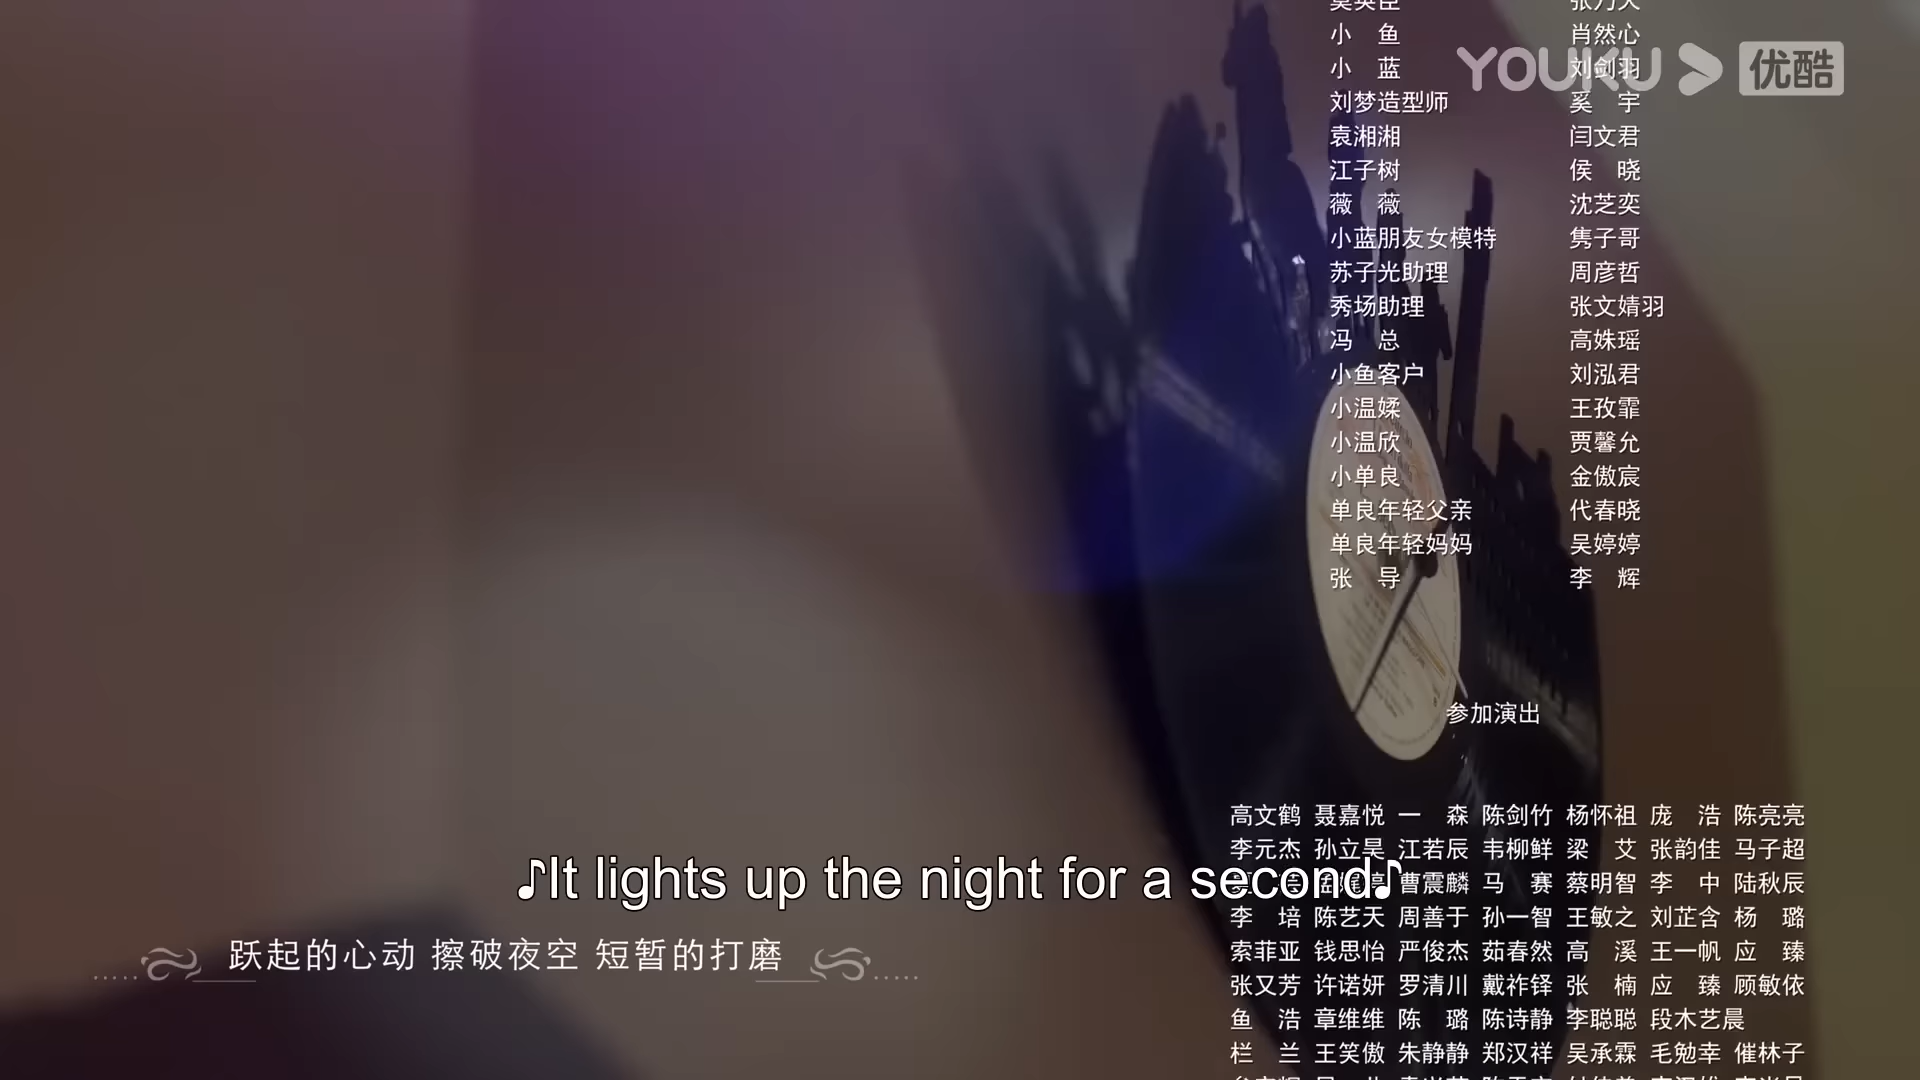 小 鱼 肖然心
YOUKU 优酷
小 蓝 刘剑羽
刘梦造型师 奚 宇
袁湘湘 闫文君
江子树 侯 晓
薇 薇 沈芝奕
小蓝朋友女模特 隽子哥
苏子光助理 周彦哲
秀场助理 张文婧羽
冯 总 高姝瑶
小鱼客户 刘泓君
小温媃 王孜霏
小温欣 贾馨允
小单良 金傲宸
单良年轻父亲 代春晓
单良年轻妈妈 吴婷婷
张 导 李 辉
参加演出
高文鹤 聂嘉悦 一 森 陈剑竹 杨怀祖 庞 浩 陈亮亮
李元杰 孙立昊 江若辰 韦柳鲜 梁 艾 张韵佳 马子超
♪It lights up the night for a second♪
曹震麟 马 赛 蔡明智 李 中 陆秋辰
李 培 陈艺天 周善于 孙一智 王敏之 刘芷含 杨 璐
索菲亚 钱思怡 严俊杰 茹春然 高 溪 王一帆 应 臻
跃起的心动 擦破夜空 短暂的打磨
张又芳 许诺妍 罗清川 戴祚铎 张 楠 应 臻 顾敏依
鱼 浩 章维维 陈 璐 陈诗静 李聪聪 段木艺晨
栏 兰 王笑傲 朱静静 郑汉祥 吴承霖 毛勉幸 催林子